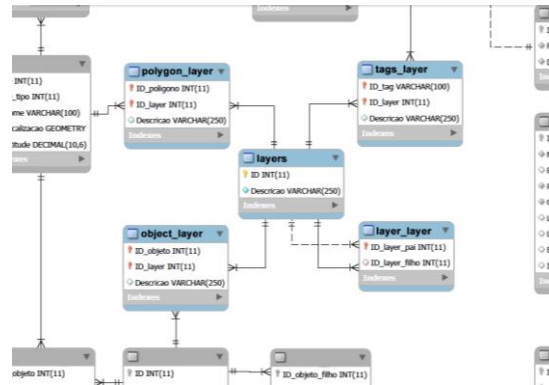 Indexes
INT(11)
_tipo INT(11)
ome VARCHAR(100)
calizacao GEOMETRY
itude DECIMAL(10,6)
polygon_layer
ID_poligono INT(11)
ID_layer INT(11)
Descricao VARCHAR(250)
Indexes
tags_layer
ID_tag VARCHAR(100)
ID_layer INT(11)
Descricao VARCHAR(250)
Indexes
layers
ID INT(11)
Descricao VARCHAR(250)
Indexes
object_layer
ID_objeto INT(11)
ID_layer INT(11)
Descricao VARCHAR(250)
Indexes
layer_layer
ID_layer_pai INT(11)
ID_layer_filho INT(11)
Indexes
objeto INT(11)
ID INT(11)
ID_objeto_filho INT(11)